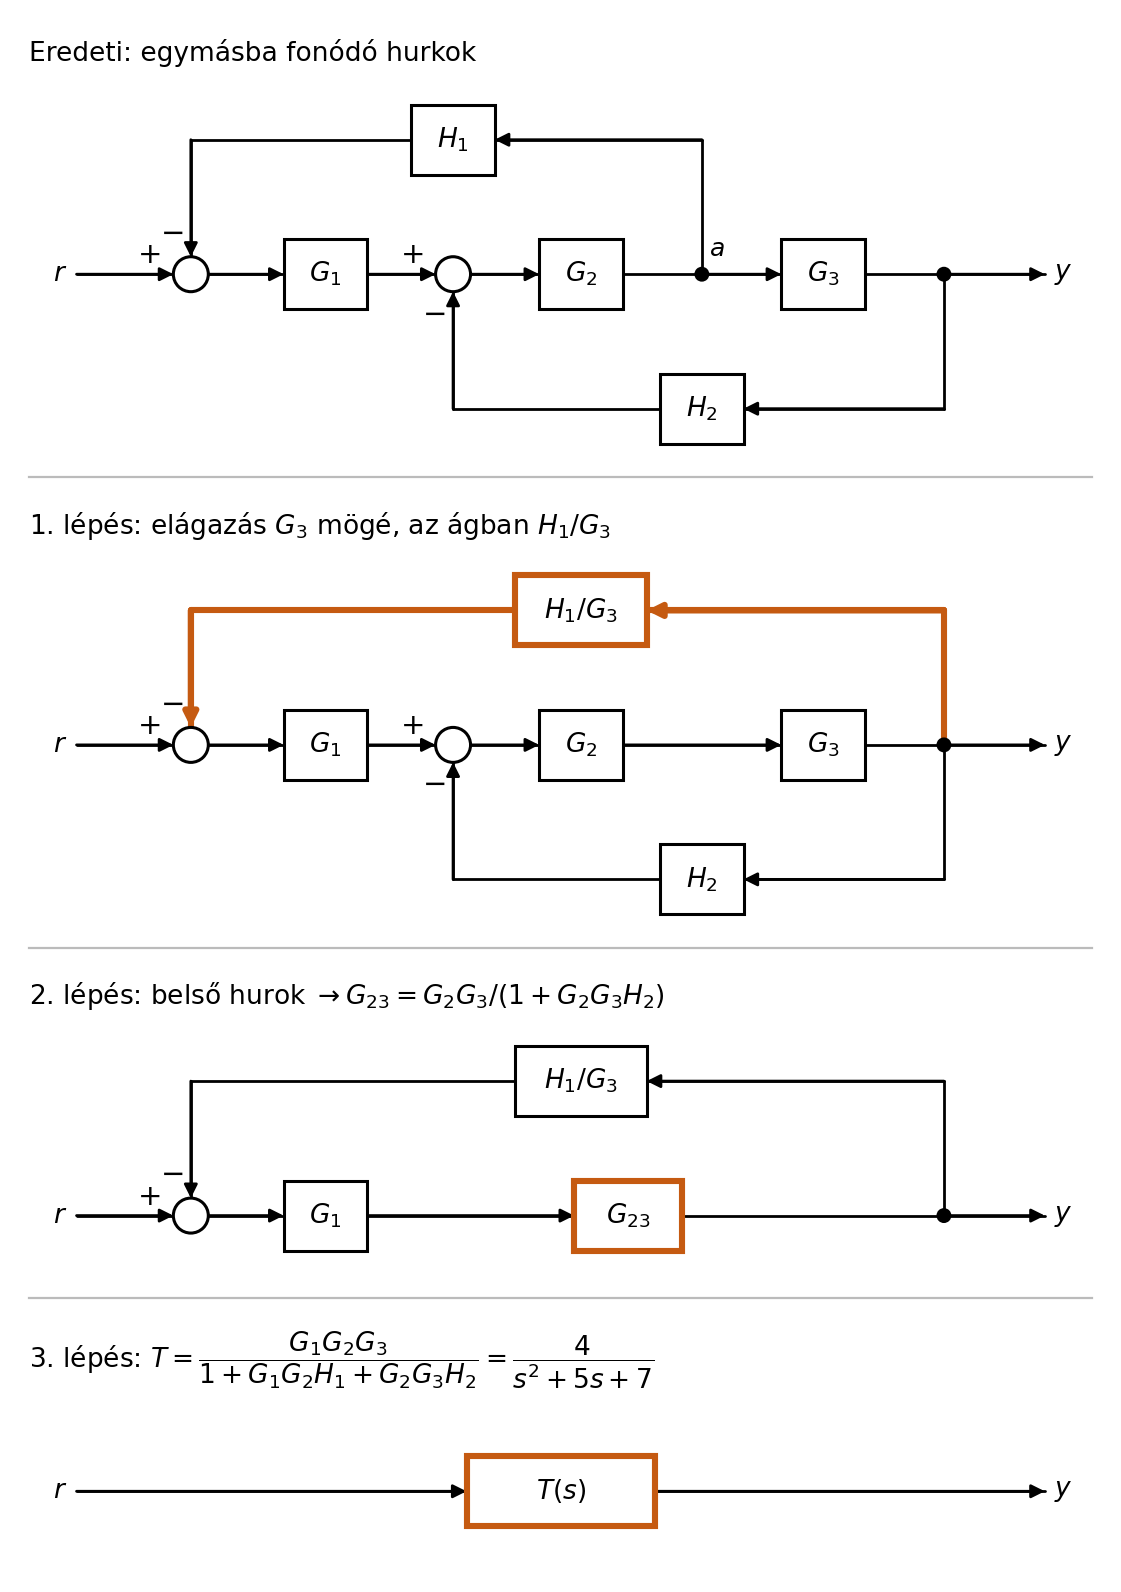 Eredeti: egymásba fonódó hurkok
H₁
−
+ + a
r G₁ G₂ G₃ y
−
H₂
1. lépés: elágazás G₃ mögé, az ágban H₁/G₃
H₁/G₃
−
+ +
r G₁ G₂ G₃ y
−
H₂
2. lépés: belső hurok → G₂₃ = G₂G₃/(1 + G₂G₃H₂)
H₁/G₃
−
+
r G₁ G₂₃ y
3. lépés: T = G₁G₂G₃ / (1 + G₁G₂H₁ + G₂G₃H₂) = 4 / (s² + 5s + 7)
r T(s) y